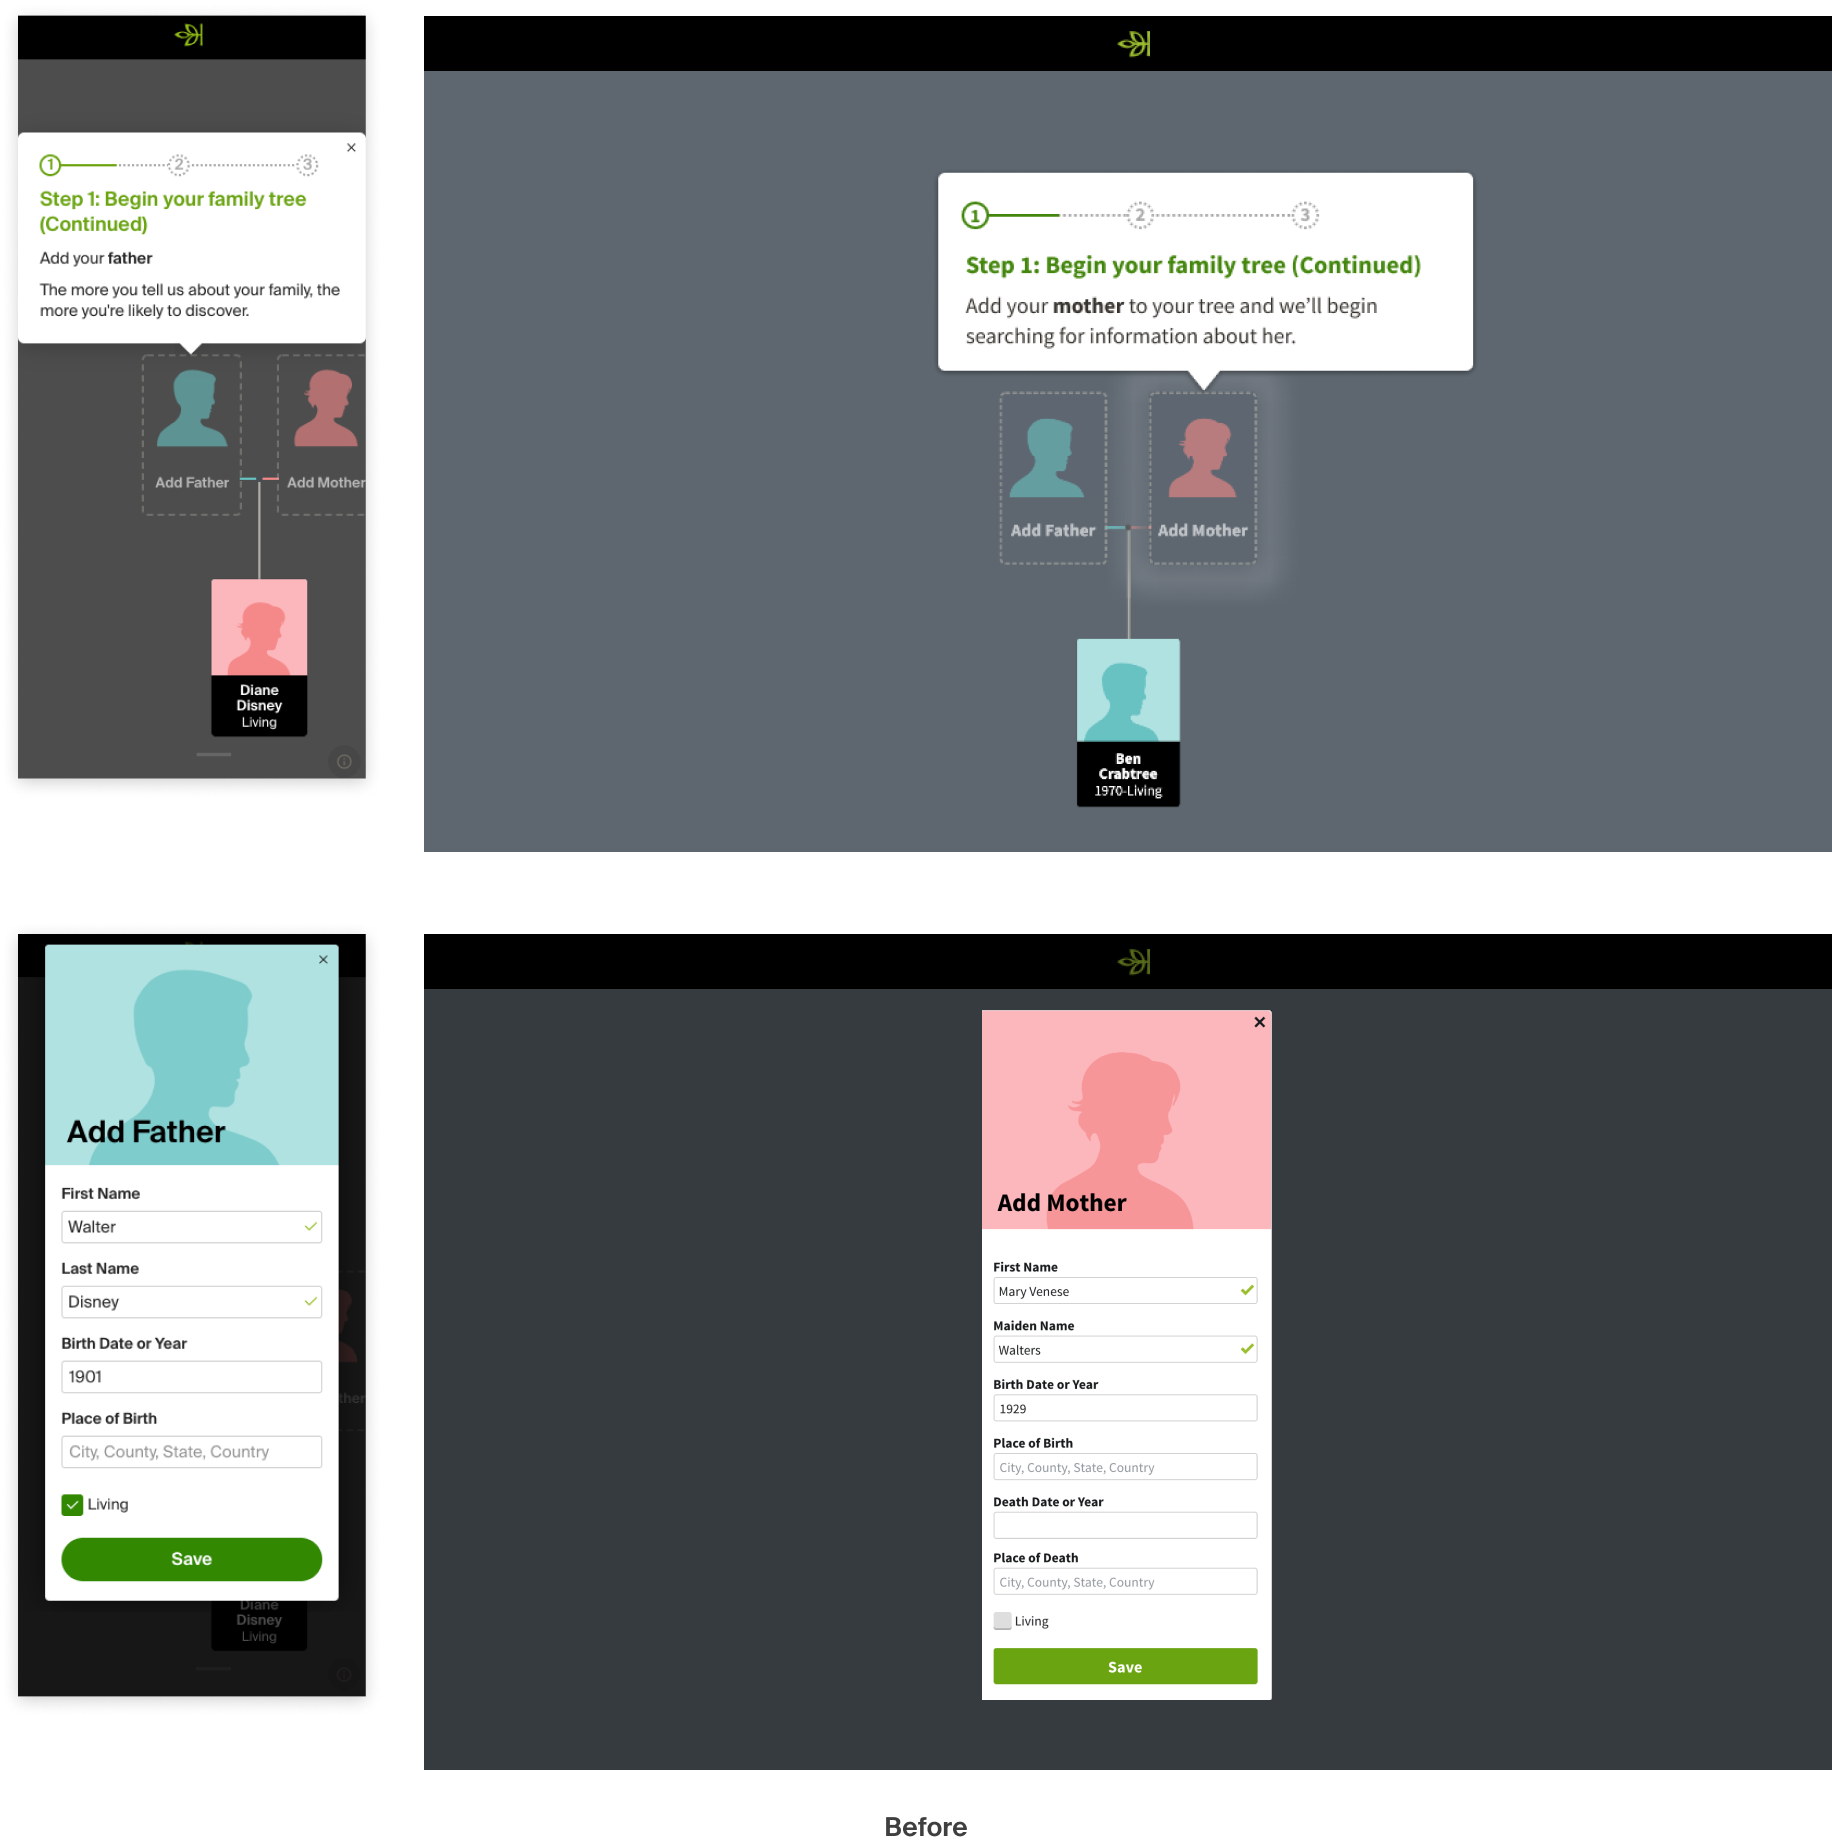 1 2 3
Step 1: Begin your family tree
(Continued)
Add your father
The more you tell us about your family, the
more you're likely to discover.
Add Father
Add Mother
Diane
Disney
Living
1 2 3
Step 1: Begin your family tree (Continued)
Add your mother to your tree and we’ll begin
searching for information about her.
Add Father
Add Mother
Ben
Crabtree
1970-Living
Add Father
First Name
Walter
Last Name
Disney
Birth Date or Year
1901
Place of Birth
City, County, State, Country
Living
Save
ther
Diane
Disney
Living
Add Mother
First Name
Mary Venese
Maiden Name
Walters
Birth Date or Year
1929
Place of Birth
City, County, State, Country
Death Date or Year
Place of Death
City, County, State, Country
Living
Save
Before